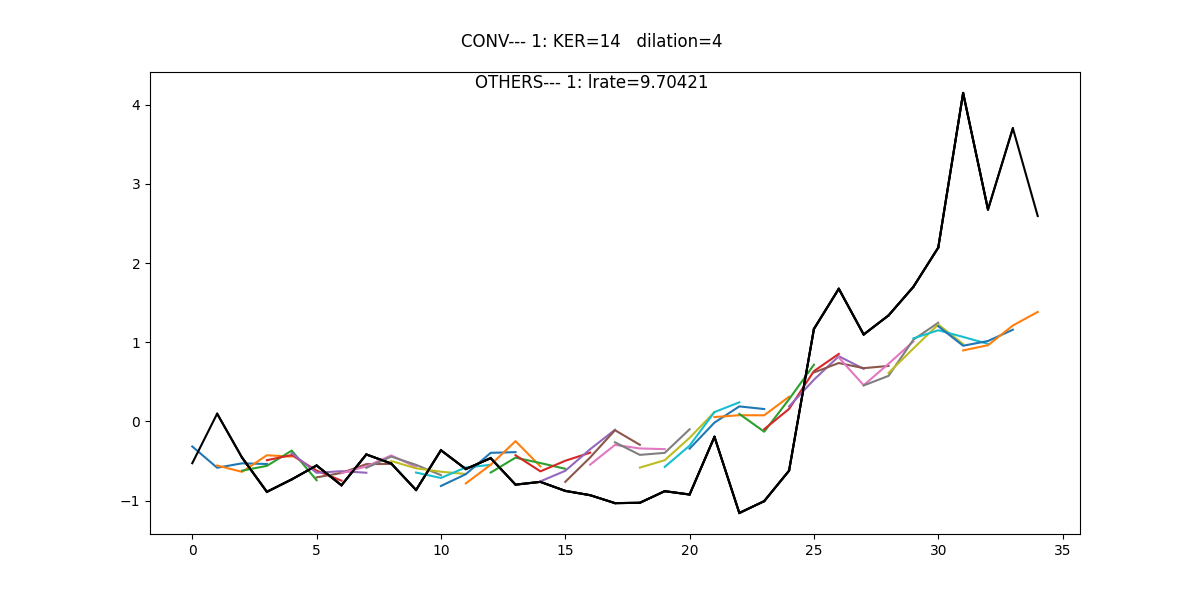 CONV--- 1: KER=14   dilation=4
OTHERS--- 1: lrate=9.70421
4
3
2
1
0
−1
0 5 10 15 20 25 30 35